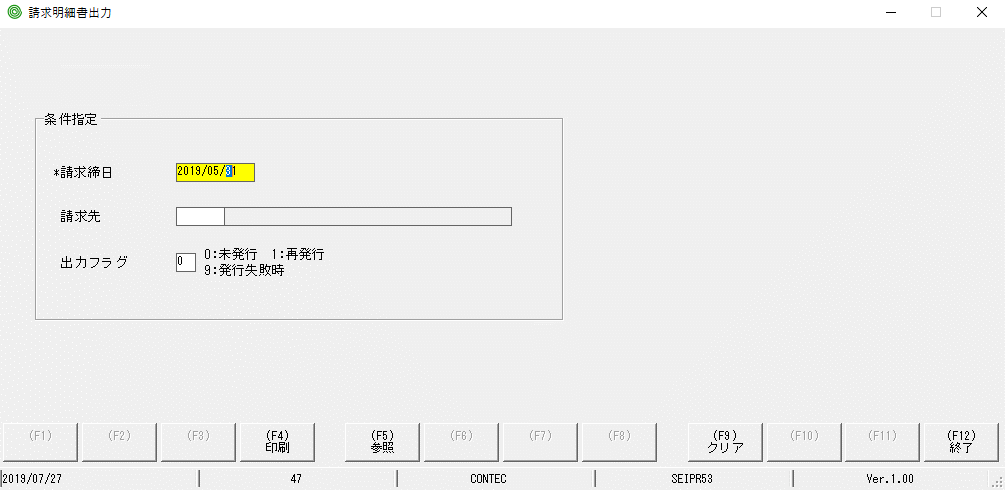 請求明細書出力
条件指定
*請求締日 2019/05/31
請求先
出力フラグ 0 0:未発行 1:再発行
9:発行失敗時
(F1) (F2) (F3) (F4) (F5) (F6) (F7) (F8) (F9) (F10) (F11) (F12)
印刷 参照 クリア 終了
2019/07/27 47 CONTEC SEIPR53 Ver.1.00